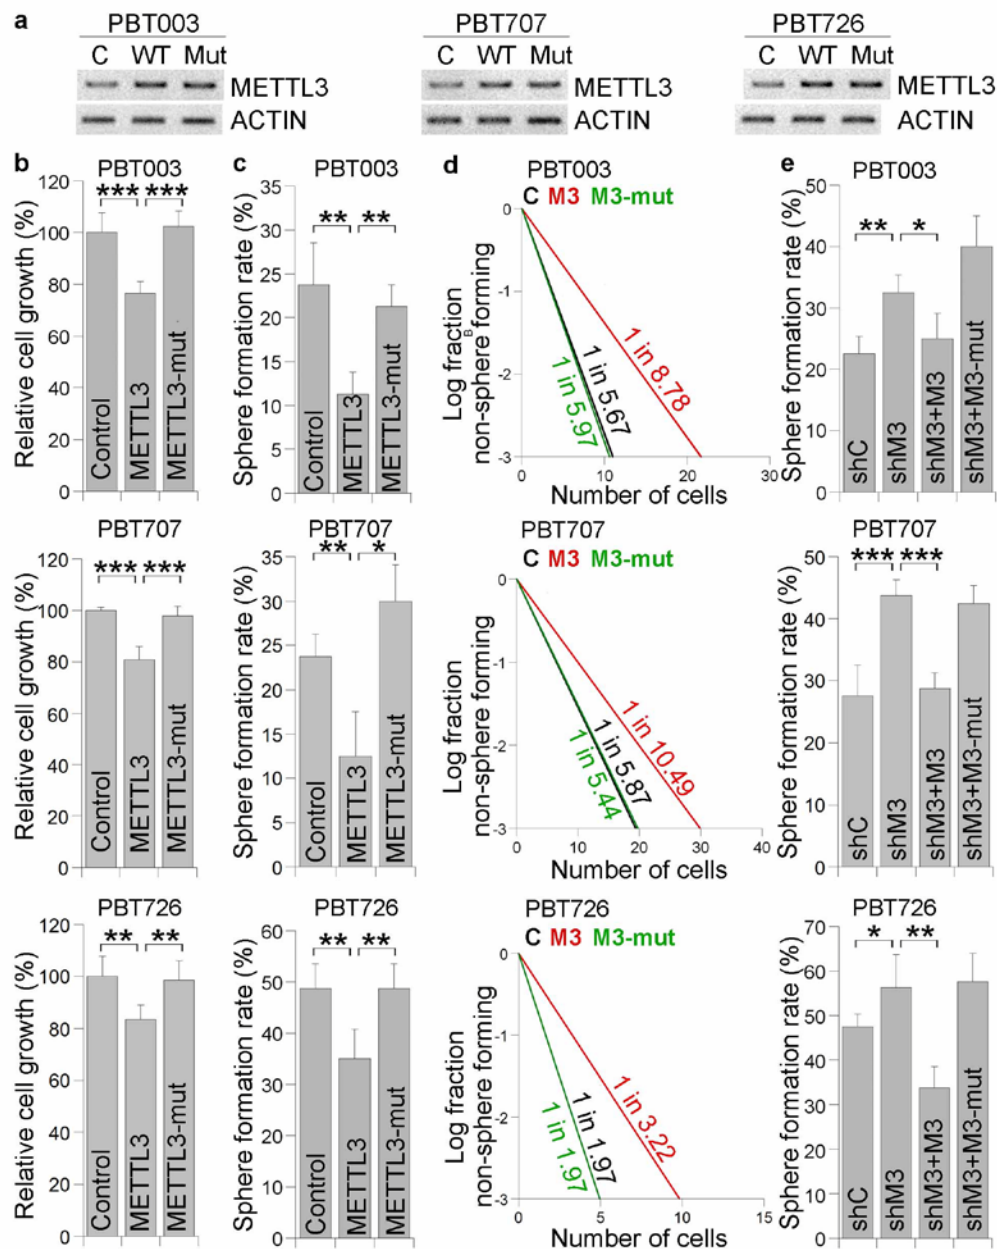 a
PBT003
C WT Mut
METTL3
ACTIN
PBT707
C WT Mut
PBT726
C WT Mut
METTL3
ACTIN
b
PBT003
Relative cell growth (%)
120
100
80
60
40
20
0
*** ***
Control
METTL3
METTL3-mut
PBT707
Relative cell growth (%)
120
100
80
60
40
20
0
*** ***
Control
METTL3
METTL3-mut
PBT726
Relative cell growth (%)
120
100
80
60
40
20
0
** **
Control
METTL3
METTL3-mut
c
PBT003
Sphere formation rate (%)
35
30
25
20
15
10
5
0
** **
Control
METTL3
METTL3-mut
PBT707
Sphere formation rate (%)
35
30
25
20
15
10
5
0
** *
Control
METTL3
METTL3-mut
PBT726
Sphere formation rate (%)
60
50
40
30
20
10
0
** **
Control
METTL3
METTL3-mut
d
PBT003
C M3 M3-mut
Log fraction
B
non-sphere forming
0
-1
-2
-3
1 in 8.78
1 in 5.67
1 in 5.97
0 10 20 30
Number of cells
PBT707
C M3 M3-mut
Log fraction
non-sphere forming
0
-1
-2
-3
1 in 10.49
1 in 5.87
1 in 5.44
0 10 20 30 40
Number of cells
PBT726
C M3 M3-mut
Log fraction
non-sphere forming
0
-1
-2
-3
1 in 3.22
1 in 1.97
1 in 1.97
0 5 10 15
Number of cells
e
PBT003
Sphere formation rate (%)
50
40
30
20
10
0
** *
shC
shM3
shM3+M3
shM3+M3-mut
PBT707
Sphere formation rate (%)
50
40
30
20
10
0
*** ***
shC
shM3
shM3+M3
shM3+M3-mut
PBT726
Sphere formation rate (%)
70
60
50
40
30
20
10
0
* **
shC
shM3
shM3+M3
shM3+M3-mut